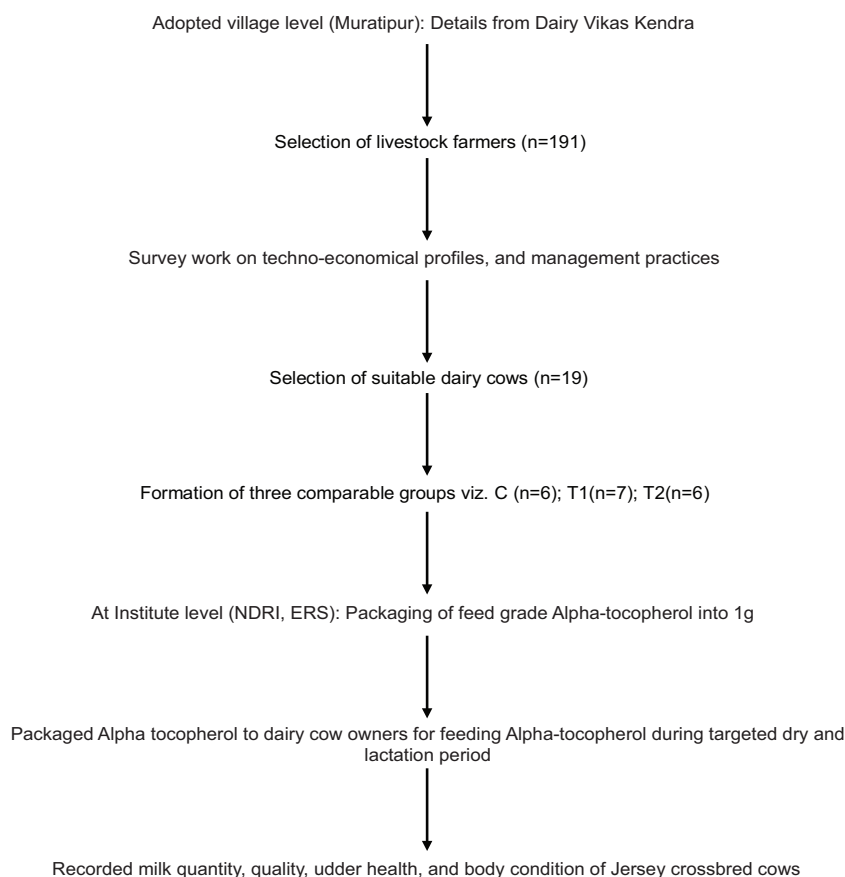 Adopted village level (Muratipur): Details from Dairy Vikas Kendra
Selection of livestock farmers (n=191)
Survey work on techno-economical profiles, and management practices
Selection of suitable dairy cows (n=19)
Formation of three comparable groups viz. C (n=6); T1(n=7); T2(n=6)
At Institute level (NDRI, ERS): Packaging of feed grade Alpha-tocopherol into 1g
Packaged Alpha tocopherol to dairy cow owners for feeding Alpha-tocopherol during targeted dry and
lactation period
Recorded milk quantity, quality, udder health, and body condition of Jersey crossbred cows